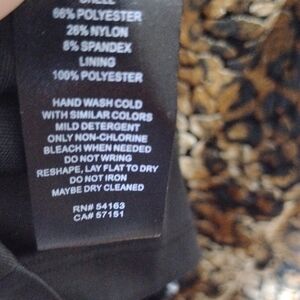 SHELL
66% POLYESTER
26% NYLON
8% SPANDEX
LINING
100% POLYESTER
HAND WASH COLD
WITH SIMILAR COLORS
MILD DETERGENT
ONLY NON-CHLORINE
BLEACH WHEN NEEDED
DO NOT WRING
RESHAPE, LAY FLAT TO DRY
DO NOT IRON
MAYBE DRY CLEANED
RN# 54163
CA# 57151